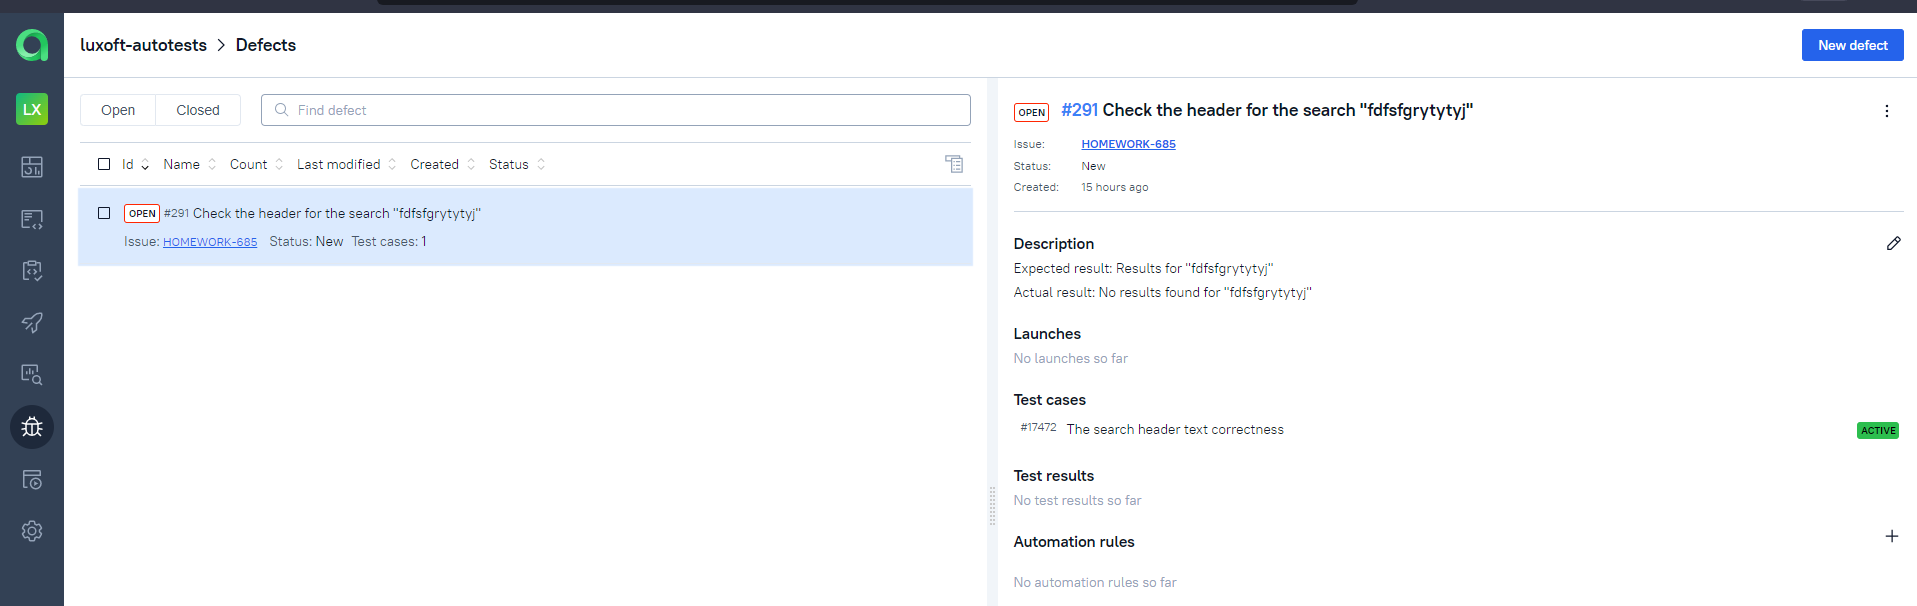 luxoft-autotests > Defects
New defect
LX
Open
Closed
Find defect
Id
Name
Count
Last modified
Created
Status
OPEN #291 Check the header for the search "fdfsfgrytytyj"
Issue: HOMEWORK-685 Status: New Test cases: 1
OPEN #291 Check the header for the search "fdfsfgrytytyj"
Issue: HOMEWORK-685
Status: New
Created: 15 hours ago
Description
Expected result: Results for "fdfsfgrytytyj"
Actual result: No results found for "fdfsfgrytytyj"
Launches
No launches so far
Test cases
#17472 The search header text correctness
ACTIVE
Test results
No test results so far
Automation rules
No automation rules so far